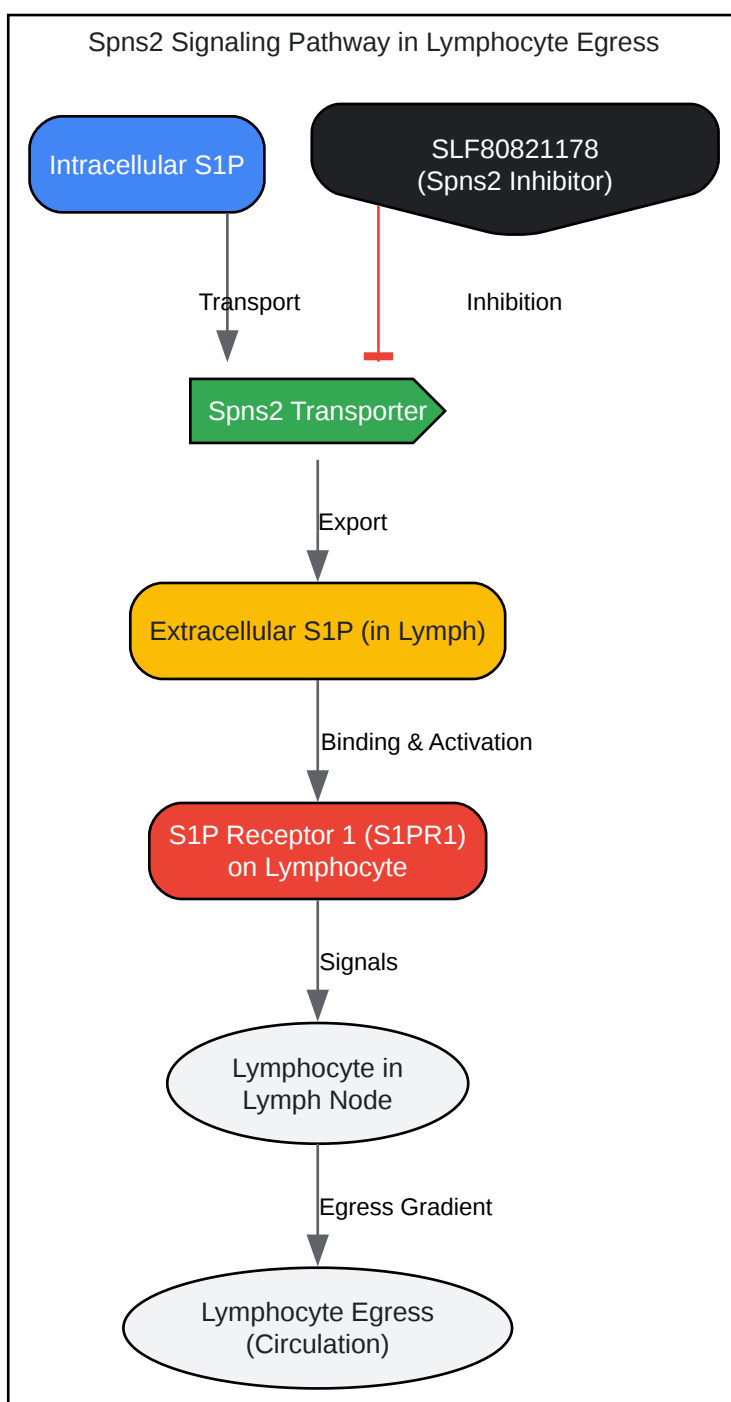 Spns2 Signaling Pathway in Lymphocyte Egress
Intracellular S1P
SLF80821178
(Spns2 Inhibitor)
Transport
Inhibition
Spns2 Transporter
Export
Extracellular S1P (in Lymph)
Binding & Activation
S1P Receptor 1 (S1PR1)
on Lymphocyte
Signals
Lymphocyte in
Lymph Node
Egress Gradient
Lymphocyte Egress
(Circulation)